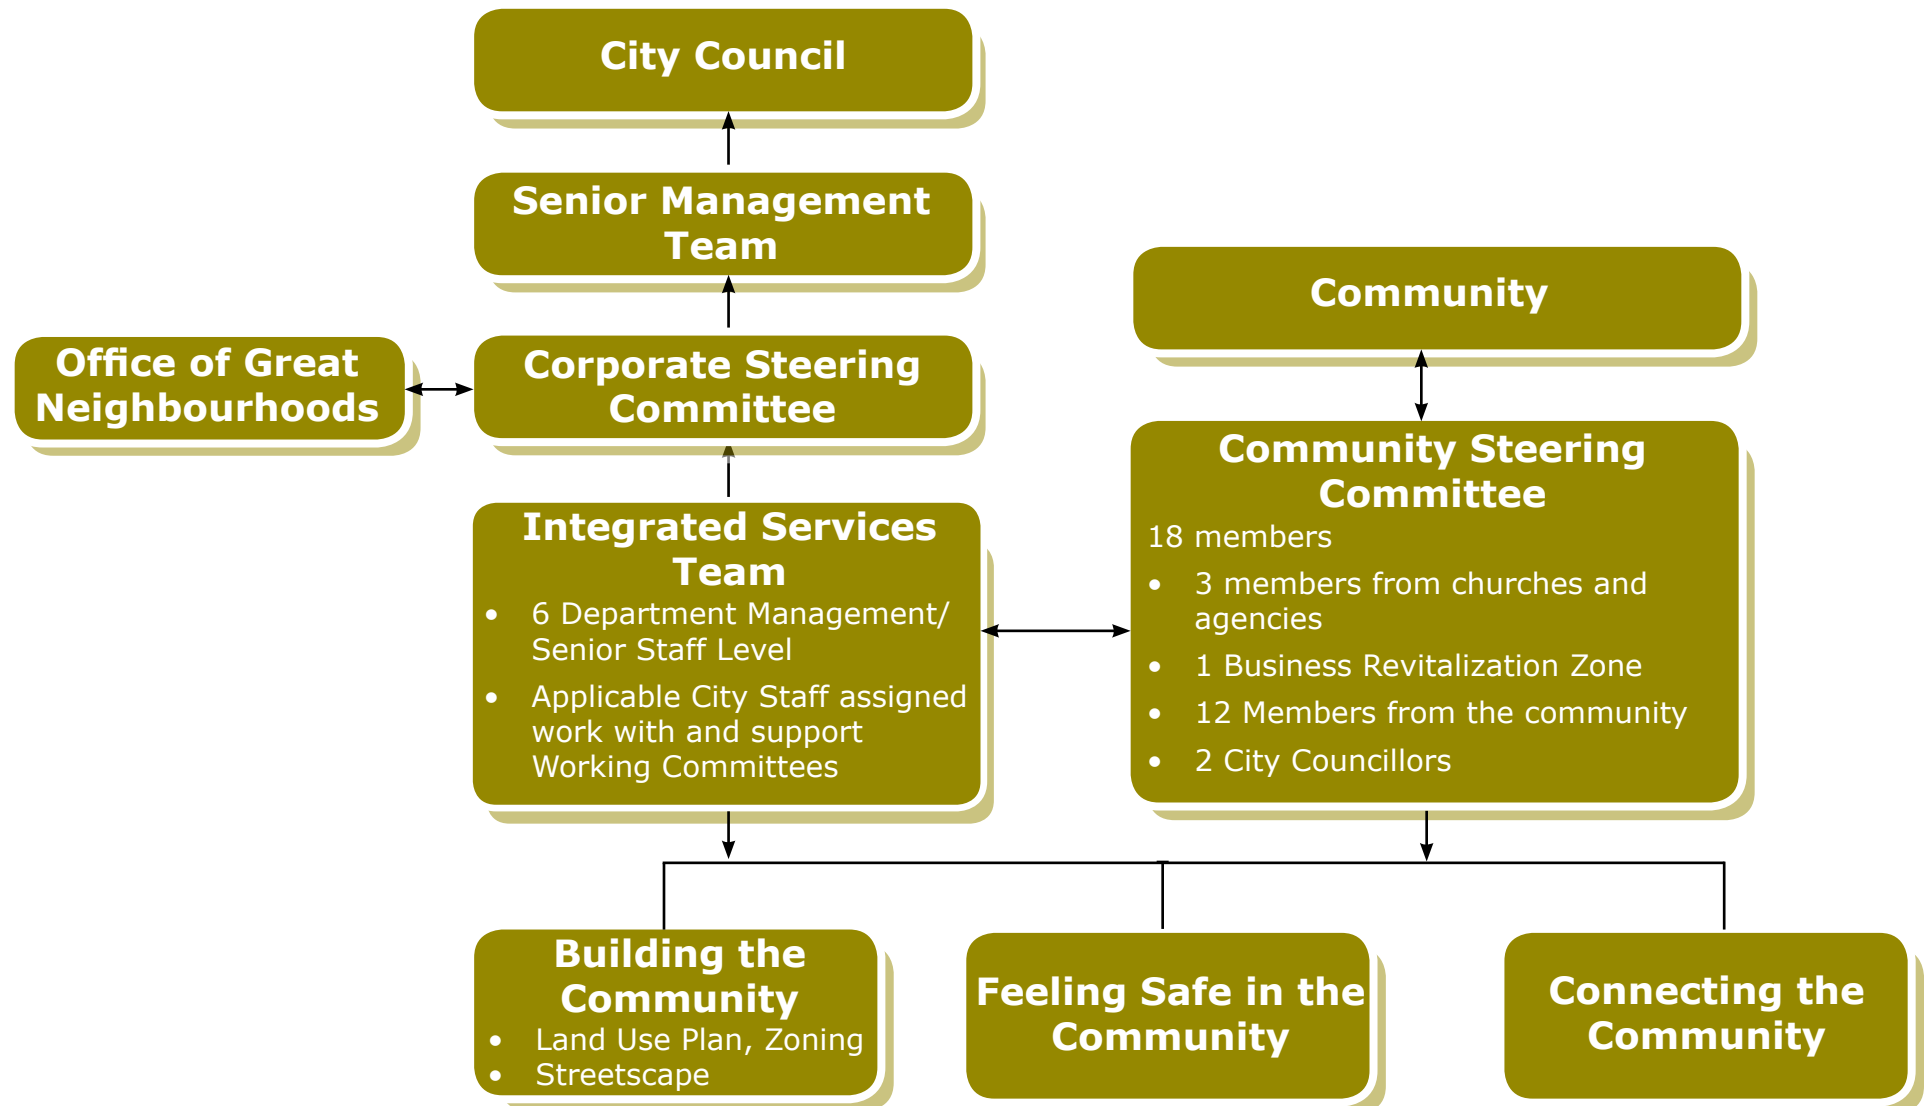 City Council
Senior Management
Team
Community
Office of Great
Neighbourhoods
Corporate Steering
Committee
Integrated Services
Team
• 6 Department Management/
Senior Staff Level
• Applicable City Staff assigned
work with and support
Working Committees
Community Steering
Committee
18 members
• 3 members from churches and
agencies
• 1 Business Revitalization Zone
• 12 Members from the community
• 2 City Councillors
Building the
Community
• Land Use Plan, Zoning
• Streetscape
Feeling Safe in the
Community
Connecting the
Community